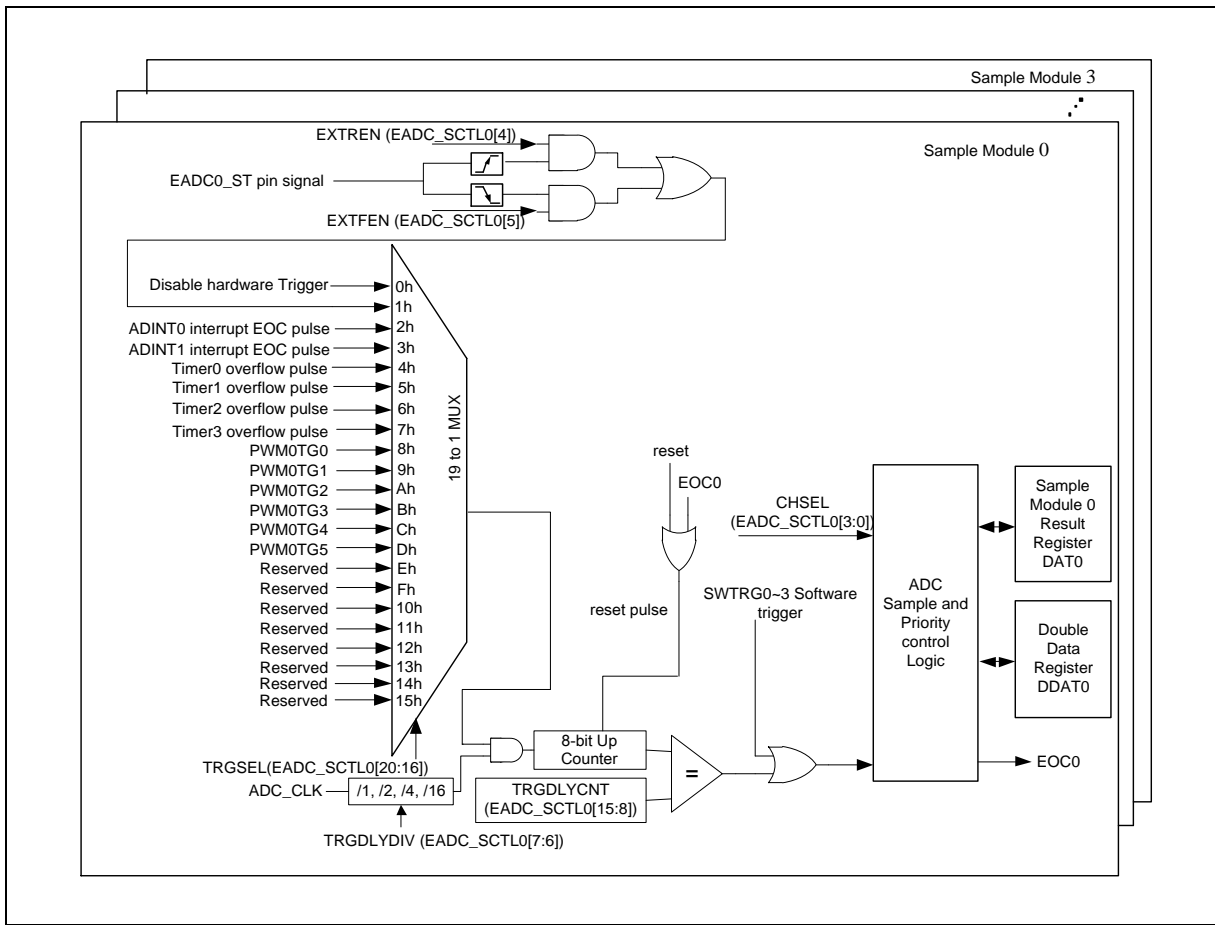 Sample Module 3
Sample Module 0
EXTREN (EADC_SCTL0[4])
EADC0_ST pin signal
EXTFEN (EADC_SCTL0[5])
Disable hardware Trigger
0h
1h
ADINT0 interrupt EOC pulse
2h
ADINT1 interrupt EOC pulse
3h
Timer0 overflow pulse
4h
Timer1 overflow pulse
5h
Timer2 overflow pulse
6h
Timer3 overflow pulse
7h
PWM0TG0
8h
PWM0TG1
9h
PWM0TG2
Ah
PWM0TG3
Bh
PWM0TG4
Ch
PWM0TG5
Dh
Reserved
Eh
Reserved
Fh
Reserved
10h
Reserved
11h
Reserved
12h
Reserved
13h
Reserved
14h
Reserved
15h
19 to 1 MUX
TRGSEL(EADC_SCTL0[20:16])
ADC_CLK
/1, /2, /4, /16
TRGDLYDIV (EADC_SCTL0[7:6])
reset
EOC0
reset pulse
8-bit Up
Counter
TRGDLYCNT
(EADC_SCTL0[15:8])
=
CHSEL
(EADC_SCTL0[3:0])
SWTRG0~3 Software
trigger
ADC
Sample and
Priority
control
Logic
Sample
Module 0
Result
Register
DAT0
Double
Data
Register
DDAT0
EOC0